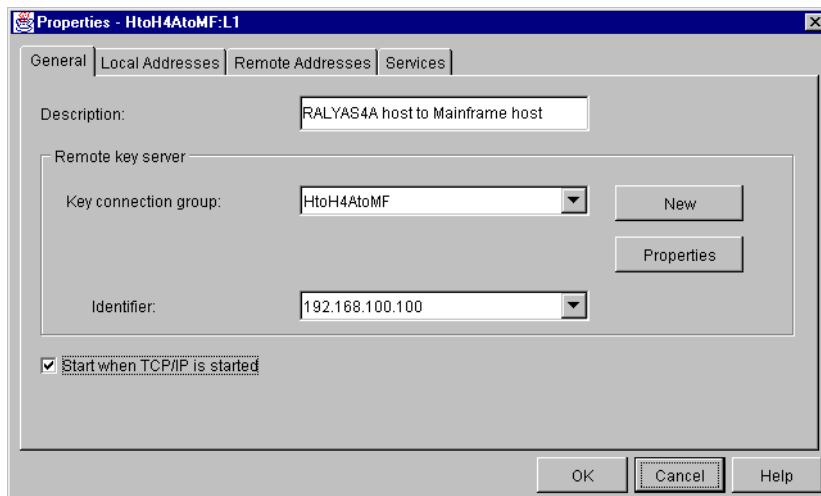 Properties - HtoH4AtoMF:L1
General Local Addresses Remote Addresses Services
Description: RALYAS4A host to Mainframe host
Remote key server
Key connection group: HtoH4AtoMF New
Properties
Identifier: 192.168.100.100
Start when TCP/IP is started
OK Cancel Help